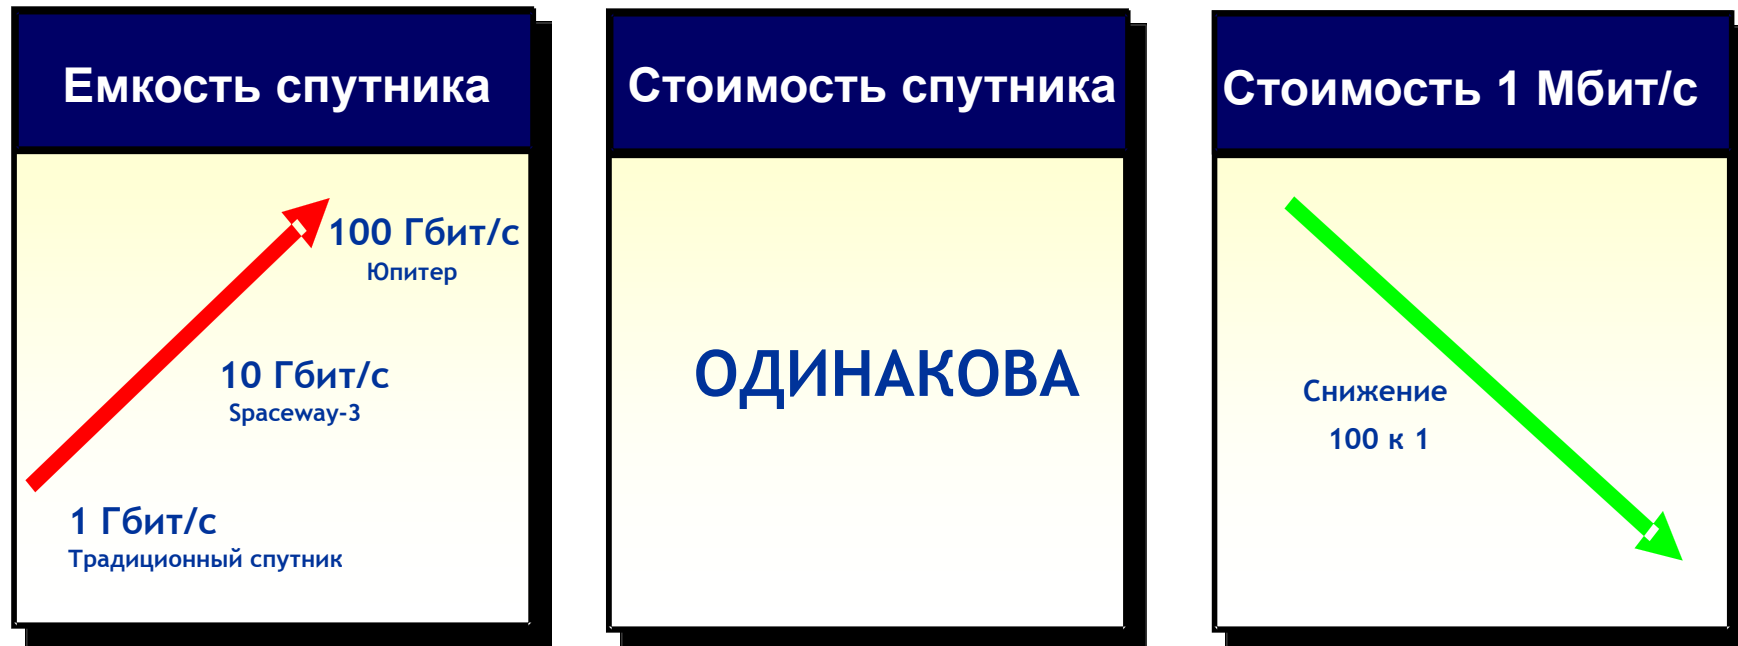 Емкость спутника
100 Гбит/с
Юпитер
10 Гбит/с
Spaceway-3
1 Гбит/с
Традиционный спутник
Стоимость спутника
ОДИНАКОВА
Стоимость 1 Мбит/с
Снижение
100 к 1